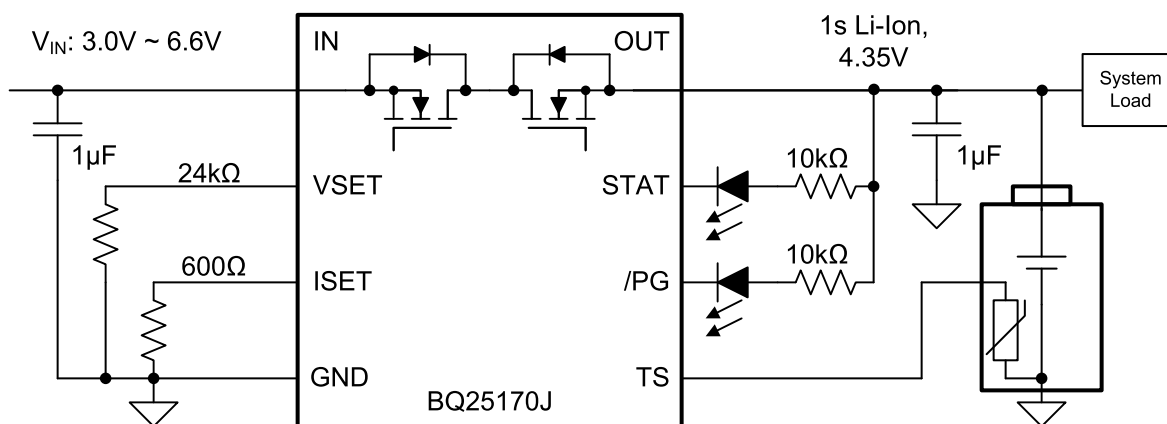 V_IN: 3.0V ~ 6.6V
IN
OUT
1s Li-Ion,
4.35V
System
Load
1µF
1µF
24kΩ
VSET
STAT
10kΩ
600Ω
ISET
/PG
10kΩ
GND
TS
BQ25170J